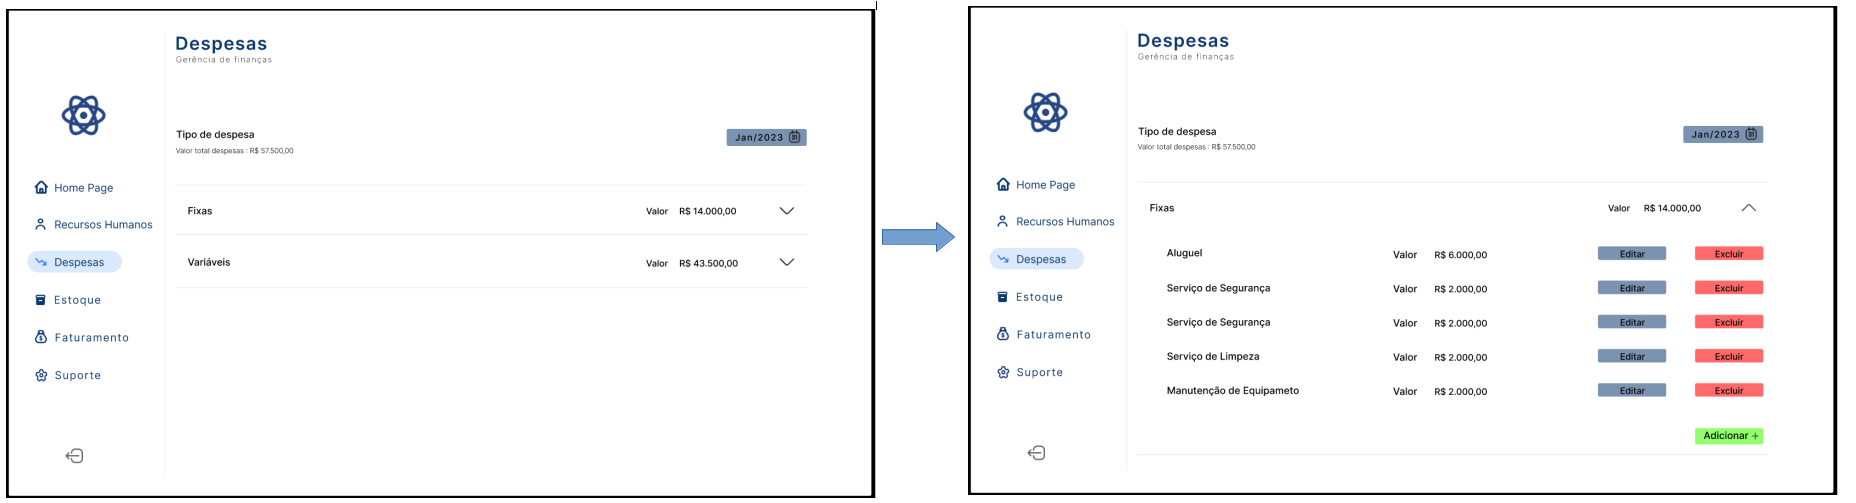 Despesas
Gerência de finanças
Tipo de despesa
Valor total despesas : R$ 57.500,00
Jan/2023
Home Page
Recursos Humanos
Despesas
Estoque
Faturamento
Suporte
Fixas Valor R$ 14.000,00
Variáveis Valor R$ 43.500,00
Despesas
Gerência de finanças
Tipo de despesa
Valor total despesas : R$ 57.500,00
Jan/2023
Home Page
Recursos Humanos
Despesas
Estoque
Faturamento
Suporte
Fixas Valor R$ 14.000,00
Aluguel Valor R$ 6.000,00 Editar Excluir
Serviço de Segurança Valor R$ 2.000,00 Editar Excluir
Serviço de Segurança Valor R$ 2.000,00 Editar Excluir
Serviço de Limpeza Valor R$ 2.000,00 Editar Excluir
Manutenção de Equipameto Valor R$ 2.000,00 Editar Excluir
Adicionar +